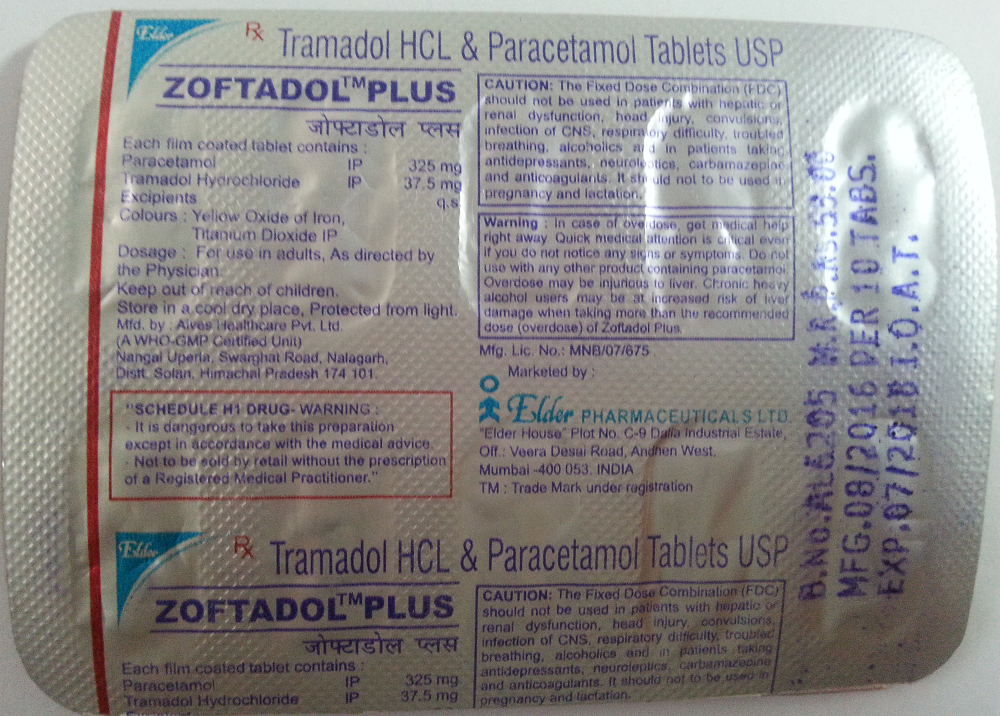 Elder
Rx Tramadol HCL & Paracetamol Tablets USP
ZOFTADOL™PLUS
जोफ्टाडोल प्लस
Each film coated tablet contains :
Paracetamol IP 325 mg
Tramadol Hydrochloride IP 37.5 mg
Excipients q.s
Colours : Yellow Oxide of Iron,
Titanium Dioxide IP
Dosage : For use in adults, As directed by
the Physician.
Keep out of reach of children.
Store in a cool dry place, Protected from light.
Mfd. by : Aives Healthcare Pvt. Ltd.
(A WHO-GMP Certified Unit)
Nangal Uperla, Swarghat Road, Nalagarh,
Distt. Solan, Himachal Pradesh 174 101.
"SCHEDULE H1 DRUG- WARNING :
- It is dangerous to take this preparation
except in accordance with the medical advice.
- Not to be sold by retail without the prescription
of a Registered Medical Practitioner."
CAUTION: The Fixed Dose Combination (FDC)
should not be used in patients with hepatic or
renal dysfunction, head injury, convulsions,
infection of CNS, respiratory difficulty, troubled
breathing, alcoholics and in patients taking
antidepressants, neuroleptics, carbamazepine
and anticoagulants. It should not to be used in
pregnancy and lactation.
Warning : In case of overdose, get medical help
right away. Quick medical attention is critical even
if you do not notice any signs or symptoms. Do not
use with any other product containing paracetamol.
Overdose may be injurious to liver. Chronic heavy
alcohol users may be at increased risk of liver
damage when taking more than the recommended
dose (overdose) of Zoftadol Plus.
Mfg. Lic. No.: MNB/07/675
Marketed by :
Elder PHARMACEUTICALS LTD.
"Elder House" Plot No. C-9 Dalia Industrial Estate,
Off.: Veera Desai Road, Andheri West,
Mumbai -400 053. INDIA
TM : Trade Mark under registration
B.NO.ALE205
MFG.08/2016 PER 10 TABS.
EXP.07/2018 I.O.A.T.
Elder
Rx Tramadol HCL & Paracetamol Tablets USP
ZOFTADOL™PLUS
जोफ्टाडोल प्लस
Each film coated tablet contains :
Paracetamol IP 325 mg
Tramadol Hydrochloride IP 37.5 mg
CAUTION: The Fixed Dose Combination (FDC)
should not be used in patients with hepatic or
renal dysfunction, head injury, convulsions,
infection of CNS, respiratory difficulty, troubled
breathing, alcoholics and in patients taking
antidepressants, neuroleptics, carbamazepine
and anticoagulants. It should not to be used in
pregnancy and lactation.